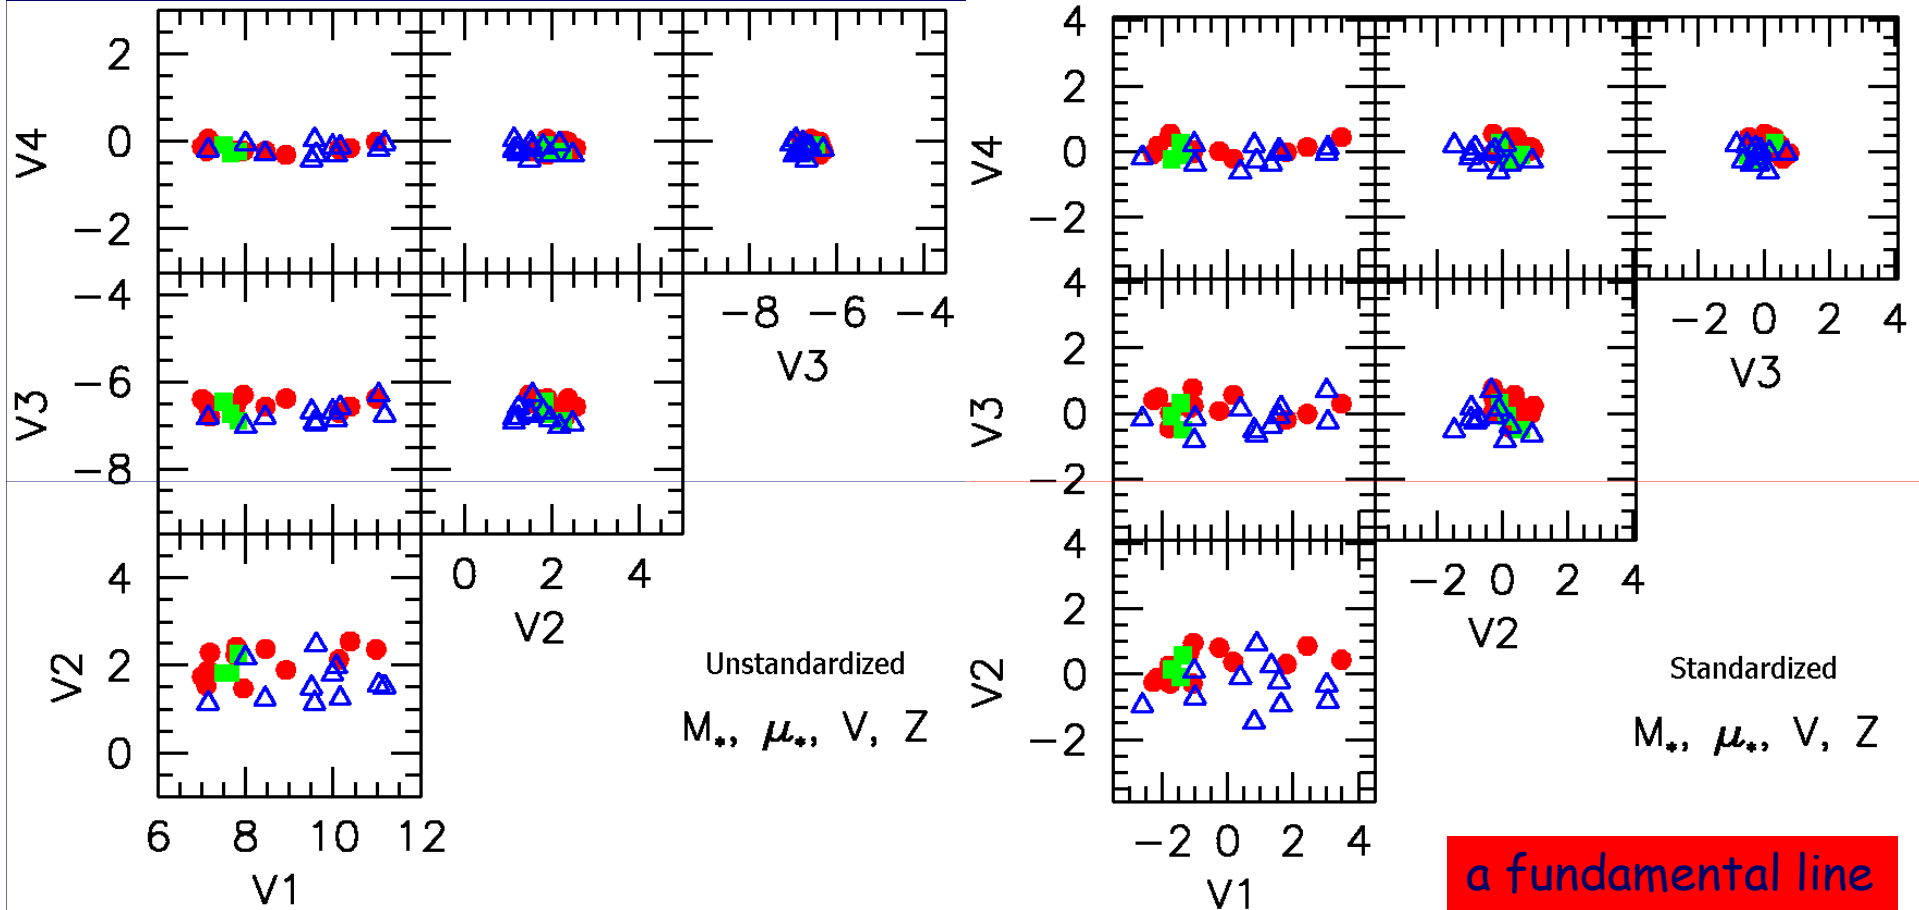 2
0
−2
V4
−4
−6
−8
V3
4
2
0
V2
6 8 10 12
V1
0 2 4
V2
−8 −6 −4
V3
Unstandardized
M*, μ*, V, Z
4
2
0
−2
V4
4
2
0
−2
V3
4
2
0
−2
V2
−2 0 2 4
V1
−2 0 2 4
V2
−2 0 2 4
V3
Standardized
M*, μ*, V, Z
a fundamental line